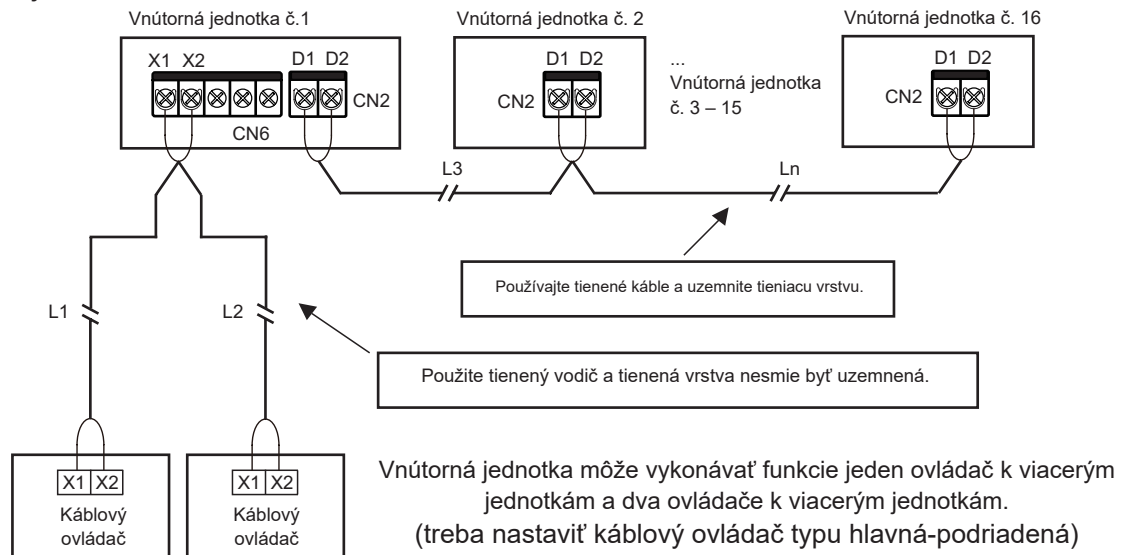 Vnútorná jednotka č.1
Vnútorná jednotka č. 2
Vnútorná jednotka č. 16
X1 X2
D1 D2
CN2
CN6
D1 D2
CN2
...
Vnútorná jednotka
č. 3 – 15
D1 D2
CN2
L3
Ln
Používajte tienené káble a uzemnite tieniacu vrstvu.
L1
L2
Použite tienený vodič a tienená vrstva nesmie byť uzemnená.
X1 X2
Káblový
ovládač
X1 X2
Káblový
ovládač
Vnútorná jednotka môže vykonávať funkcie jeden ovládač k viacerým
jednotkám a dva ovládače k viacerým jednotkám.
(treba nastaviť káblový ovládač typu hlavná-podriadená)